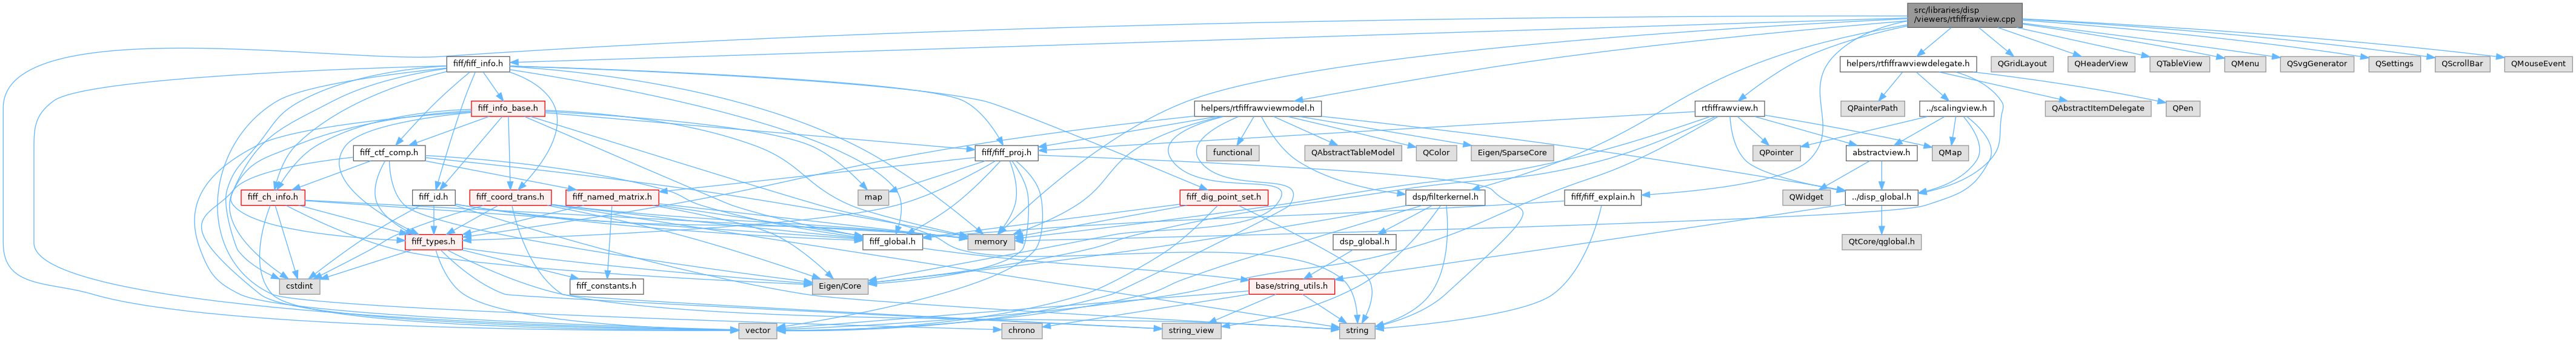 src/libraries/disp
/viewers/rtfiffrawview.cpp
fiff/fiff_info.h
helpers/rtfiffrawviewdelegate.h
QGridLayout
QHeaderView
QTableView
QMenu
QSvgGenerator
QSettings
QScrollBar
QMouseEvent
fiff_info_base.h
helpers/rtfiffrawviewmodel.h
rtfiffrawview.h
QPainterPath
../scalingview.h
QAbstractItemDelegate
QPen
fiff_ctf_comp.h
fiff/fiff_proj.h
functional
QAbstractTableModel
QColor
Eigen/SparseCore
QPointer
abstractview.h
QMap
fiff_ch_info.h
fiff_id.h
fiff_coord_trans.h
fiff_named_matrix.h
map
fiff_dig_point_set.h
dsp/filterkernel.h
fiff/fiff_explain.h
QWidget
../disp_global.h
fiff_types.h
fiff_global.h
memory
dsp_global.h
QtCore/qglobal.h
cstdint
fiff_constants.h
Eigen/Core
base/string_utils.h
vector
chrono
string_view
string